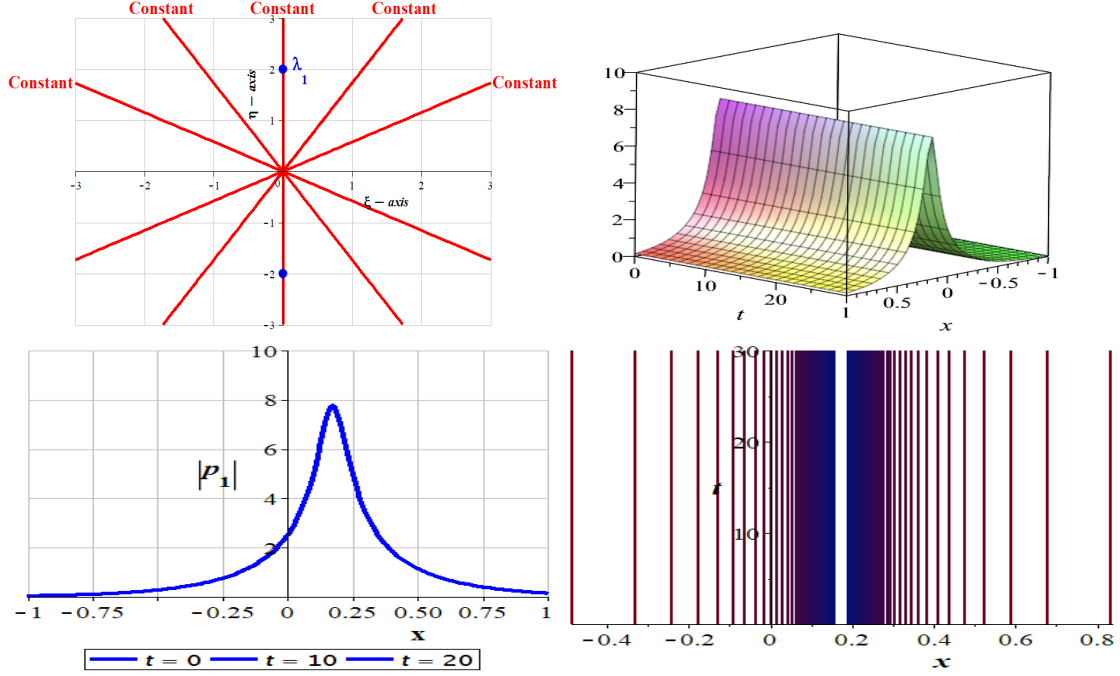 Constant Constant Constant
Constant Constant
λ1
η – axis
ξ – axis
3
2
1
-3 -2 -1 0 1 2 3
-1
-2
-3
10
8
6
4
2
0
0 10 20 1 0.5 0 -0.5 -1
t x
10
8
6
|p1|
4
2
-1 -0.75 -0.25 0 0.25 0.50 0.75 1
x
t = 0 t = 10 t = 20
30
20
t
10
-0.4 -0.2 0 0.2 0.4 0.6 0.8
x